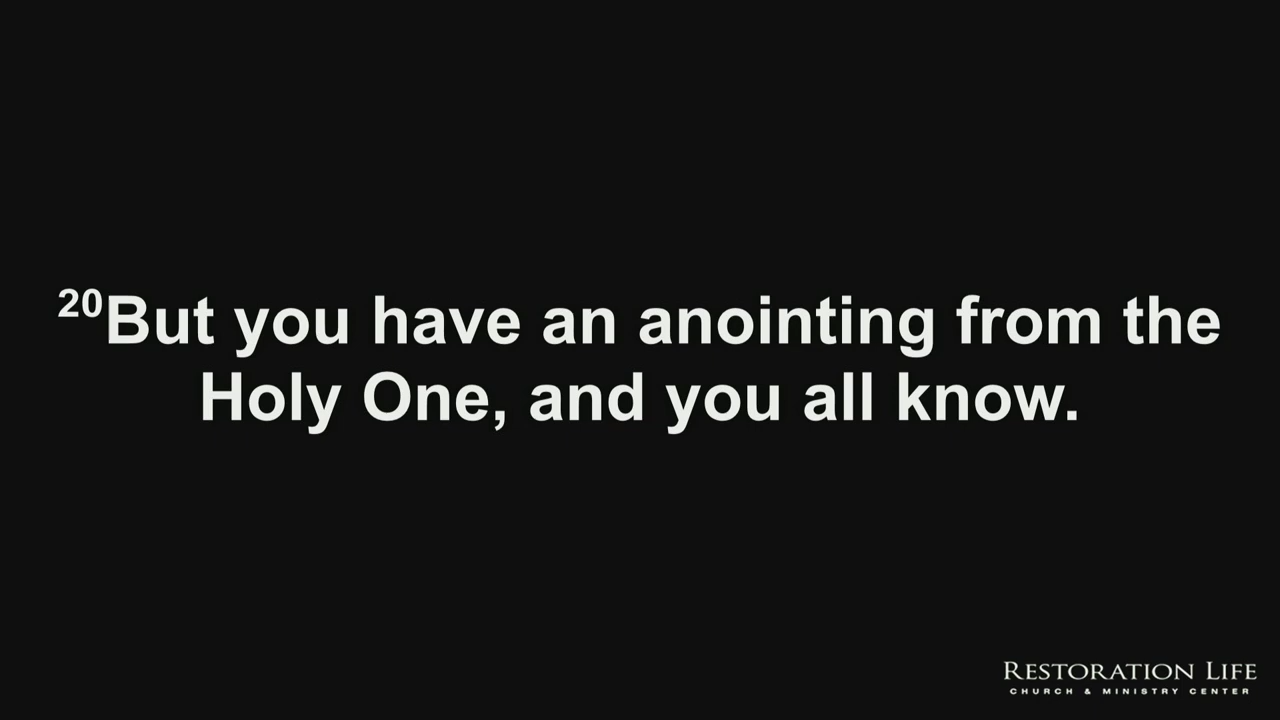 20But you have an anointing from the
Holy One, and you all know.
RESTORATION LIFE
CHURCH & MINISTRY CENTER